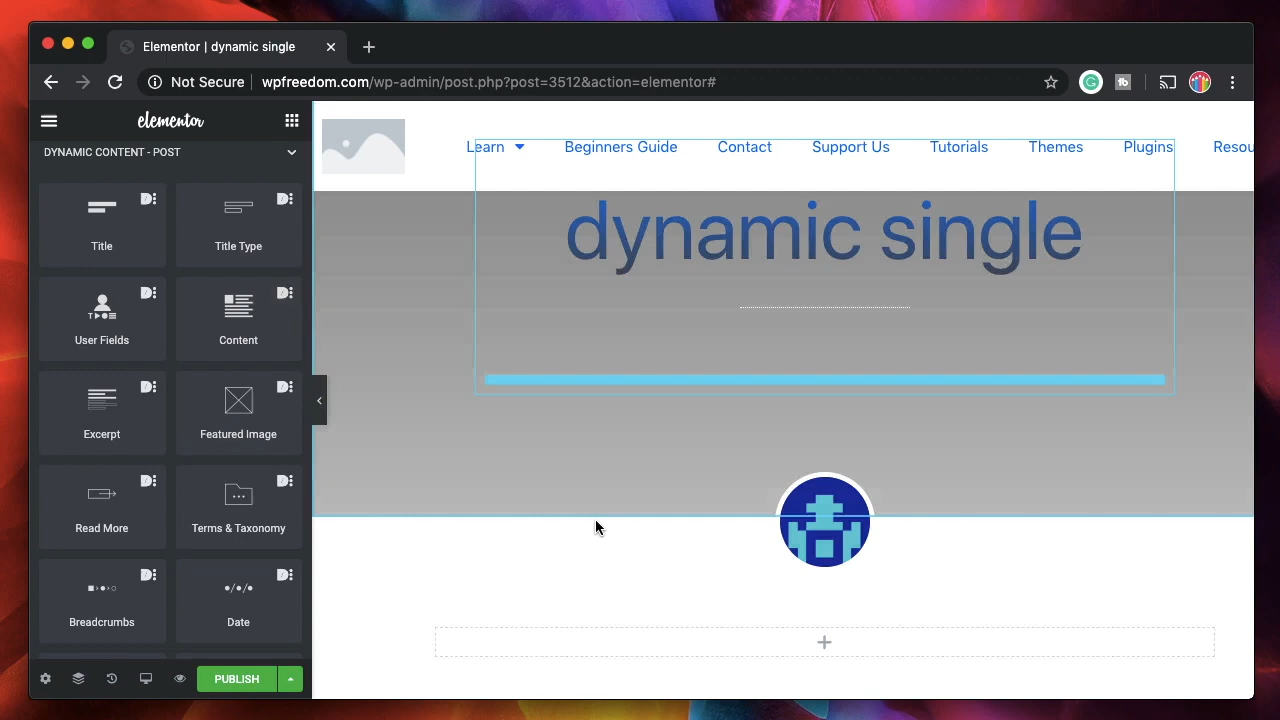 Elementor | dynamic single
Not Secure wpfreedom.com/wp-admin/post.php?post=3512&action=elementor#
elementor
DYNAMIC CONTENT - POST
Title
Title Type
User Fields
Content
Excerpt
Featured Image
Read More
Terms & Taxonomy
Breadcrumbs
Date
PUBLISH
Learn Beginners Guide Contact Support Us Tutorials Themes Plugins Resou
dynamic single